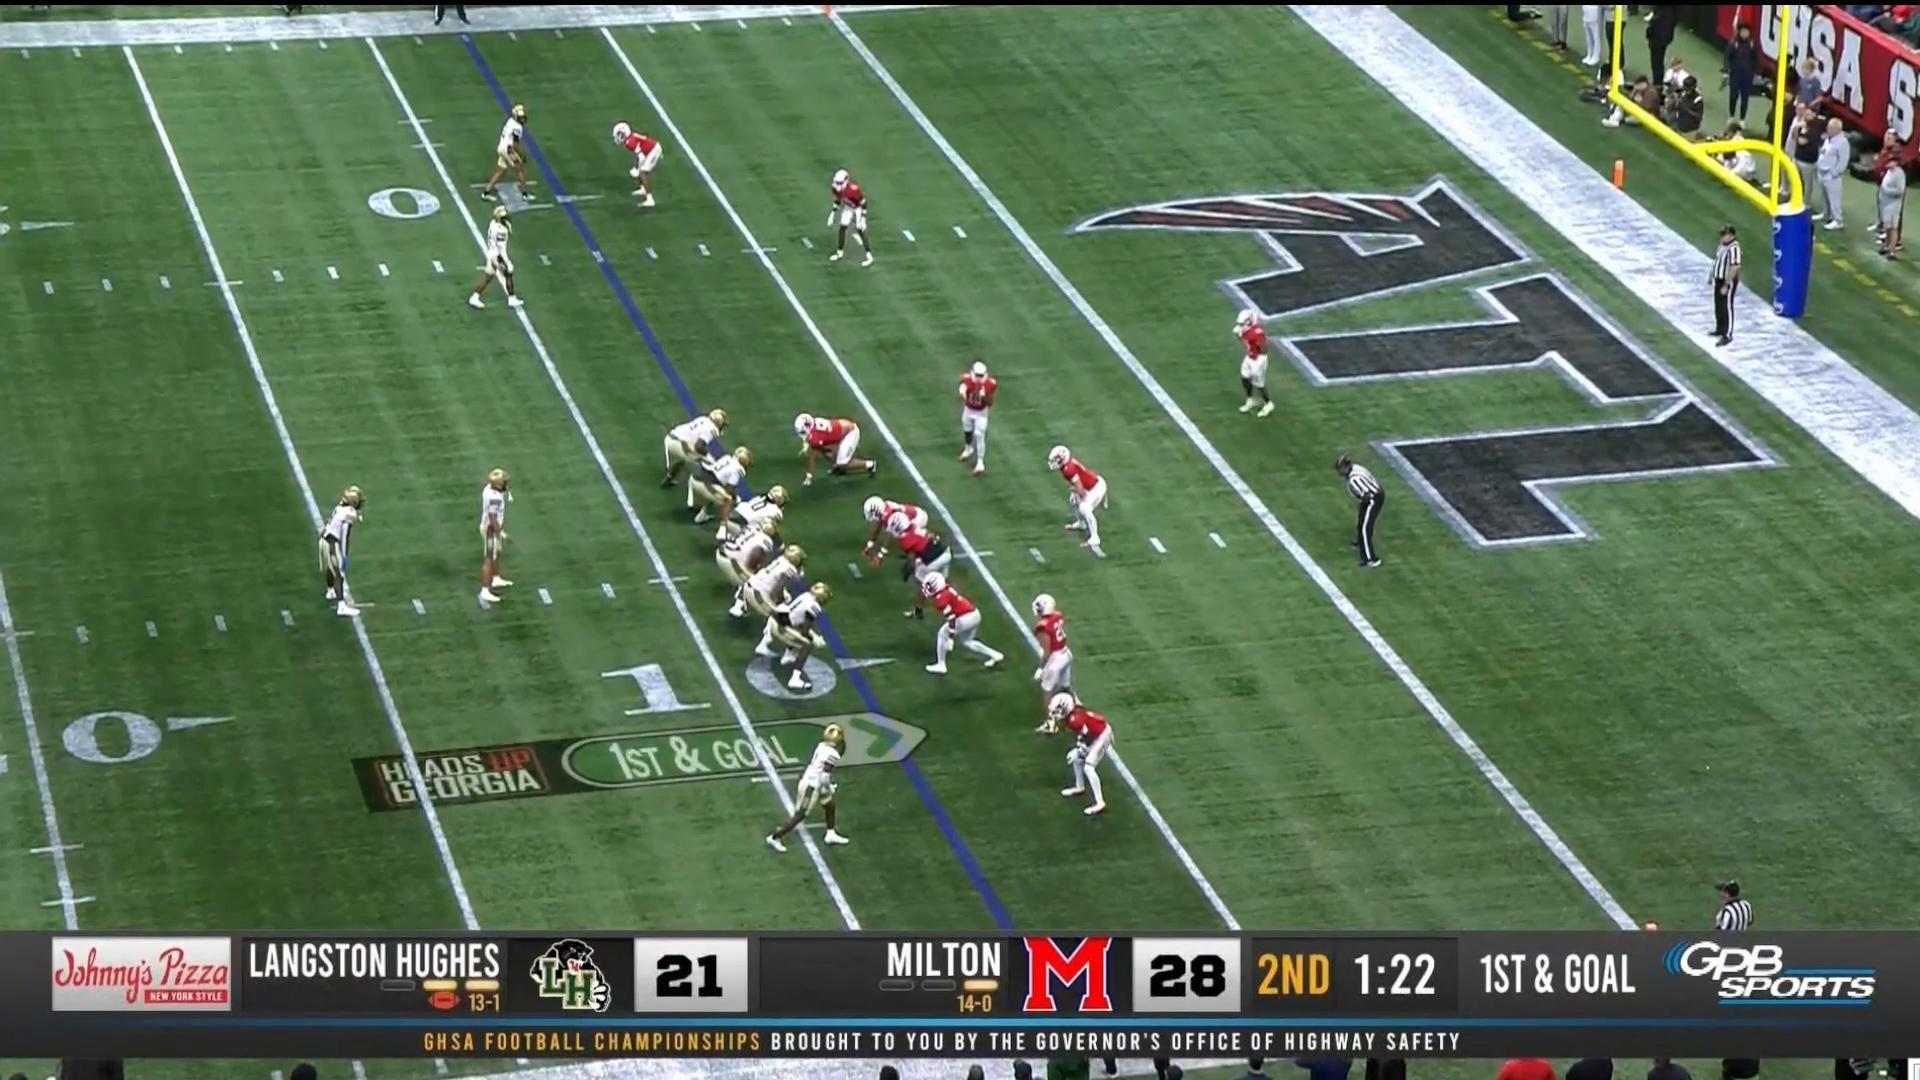 GHSA S
0
ATL
1 0
0
HEADS UP
GEORGIA
1ST & GOAL
Johnny's Pizza
NEW YORK STYLE
LANGSTON HUGHES
13-1
LH
21
MILTON
14-0
M
28
2ND
1:22
1ST & GOAL
GPB
SPORTS
GHSA FOOTBALL CHAMPIONSHIPS BROUGHT TO YOU BY THE GOVERNOR'S OFFICE OF HIGHWAY SAFETY